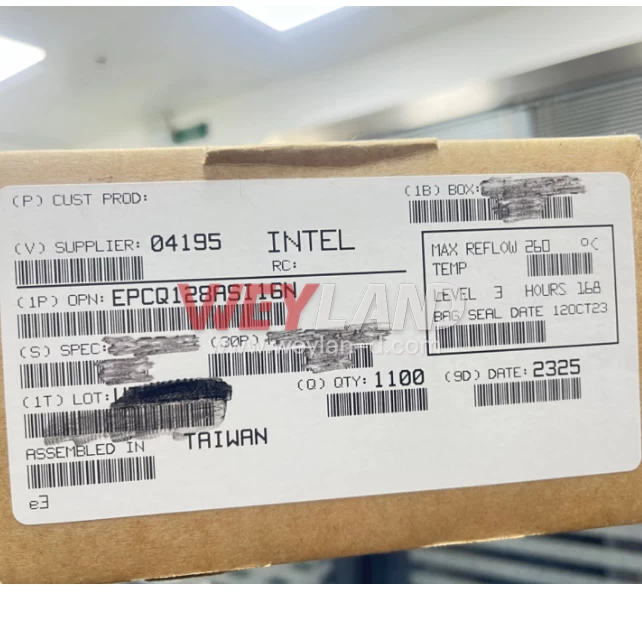 (P) CUST PROD:
(1B) BOX:
(V) SUPPLIER: 04195 INTEL
RC:
MAX REFLOW 260 °C
TEMP
LEVEL 3 HOURS 168
BAG SEAL DATE 12OCT23
(1P) OPN: EPCQ128ASI16N
WEYLAND
(S) SPEC:
(30P)
(1T) LOT:
(Q) QTY: 1100
(9D) DATE: 2325
ASSEMBLED IN TAIWAN
e3